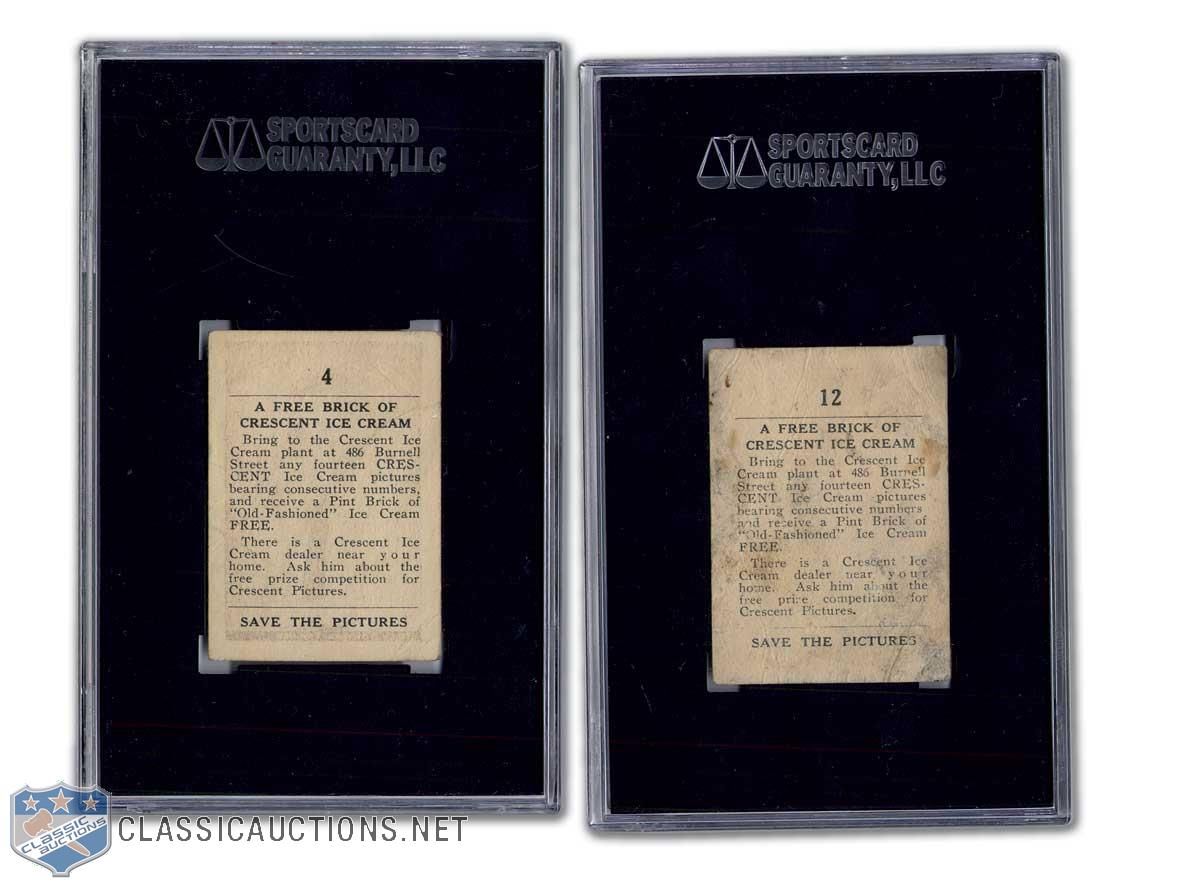 SPORTSCARD
GUARANTY, LLC
4
A FREE BRICK OF
CRESCENT ICE CREAM
Bring to the Crescent Ice
Cream plant at 486 Burnell
Street any fourteen CRES-
CENT Ice Cream pictures
bearing consecutive numbers,
and receive a Pint Brick of
"Old-Fashioned" Ice Cream
FREE.
There is a Crescent Ice
Cream dealer near your
home. Ask him about the
free prize competition for
Crescent Pictures.
SAVE THE PICTURES
SPORTSCARD
GUARANTY, LLC
12
A FREE BRICK OF
CRESCENT ICE CREAM
Bring to the Crescent Ice
Cream plant at 486 Burnell
Street any fourteen CRES-
CENT Ice Cream pictures
bearing consecutive numbers
and receive a Pint Brick of
"Old-Fashioned" Ice Cream
FREE.
There is a Crescent Ice
Cream dealer near your
home. Ask him about the
free prize competition for
Crescent Pictures.
SAVE THE PICTURES
CLASSIC
AUCTIONS
CLASSICAUCTIONS.NET